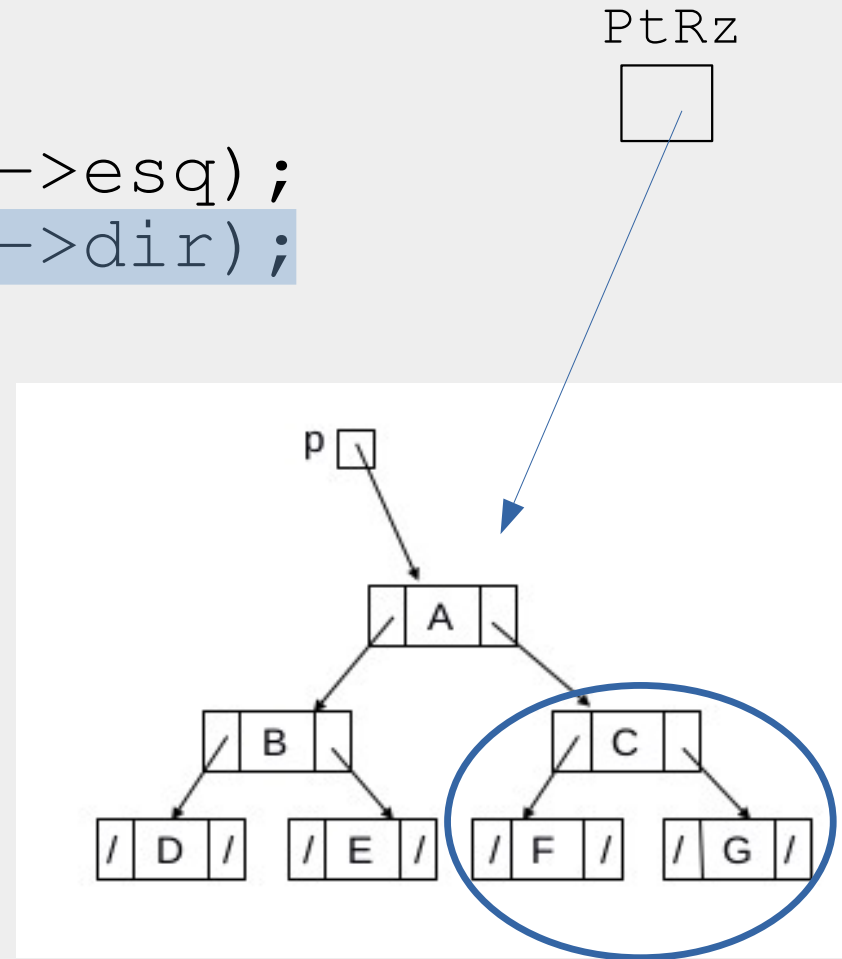 PtRz
->esq);
->dir);
p
A
B C
/ D / / E / / F / / G /